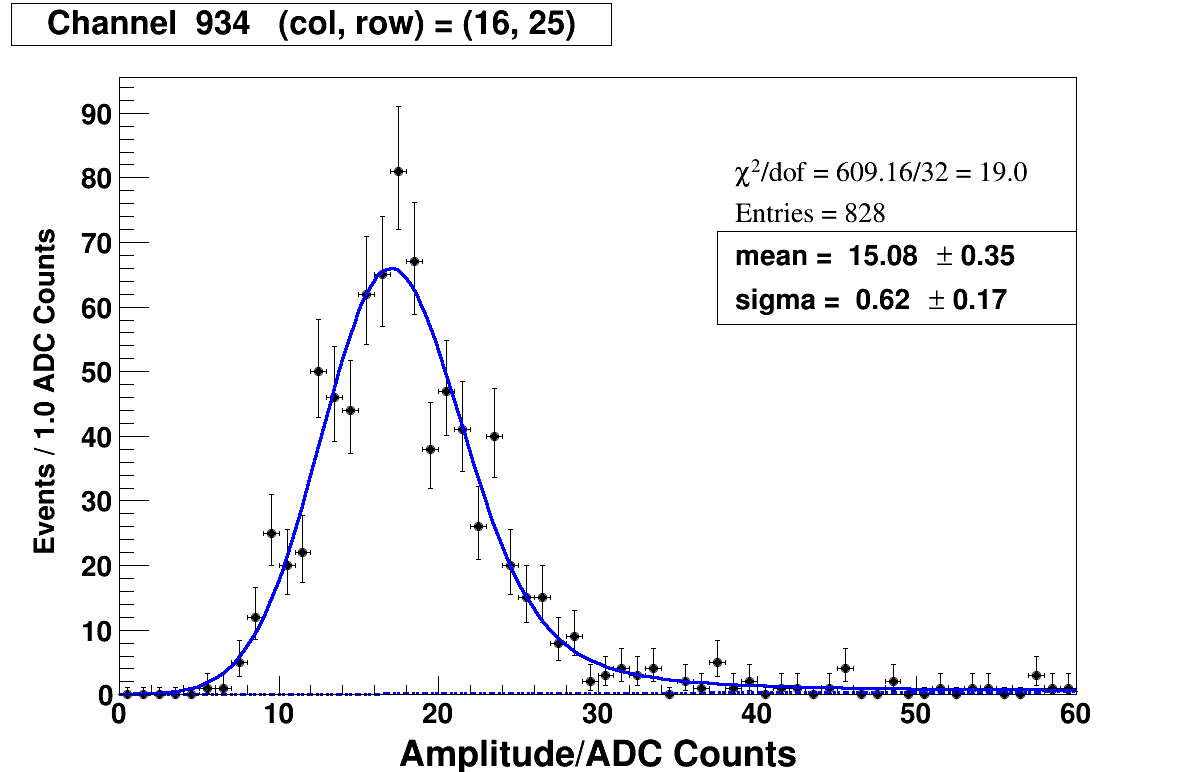 Channel 934 (col, row) = (16, 25)
χ²/dof = 609.16/32 = 19.0
Entries = 828
mean = 15.08 ± 0.35
sigma = 0.62 ± 0.17
Events / 1.0 ADC Counts
90
80
70
60
50
40
30
20
10
0
0 10 20 30 40 50 60
Amplitude/ADC Counts